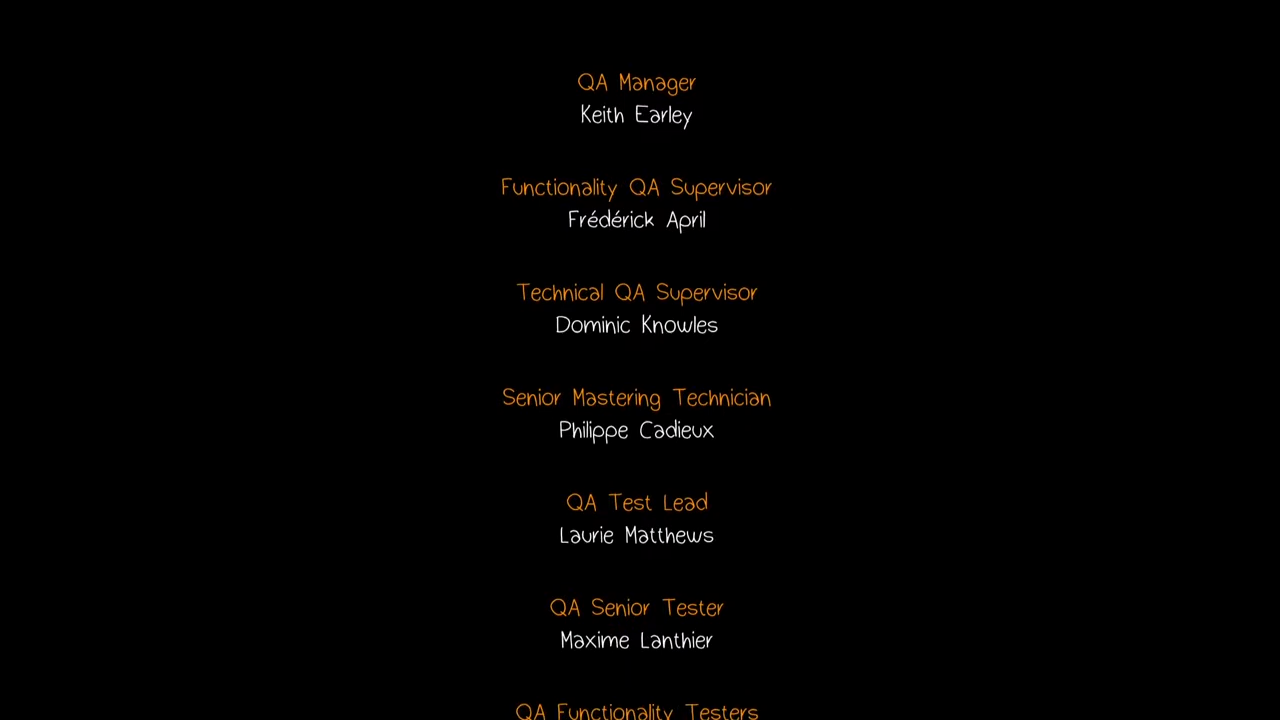 QA Manager
Keith Earley
Functionality QA Supervisor
Frédérick April
Technical QA Supervisor
Dominic Knowles
Senior Mastering Technician
Philippe Cadieux
QA Test Lead
Laurie Matthews
QA Senior Tester
Maxime Lanthier
QA Functionality Testers